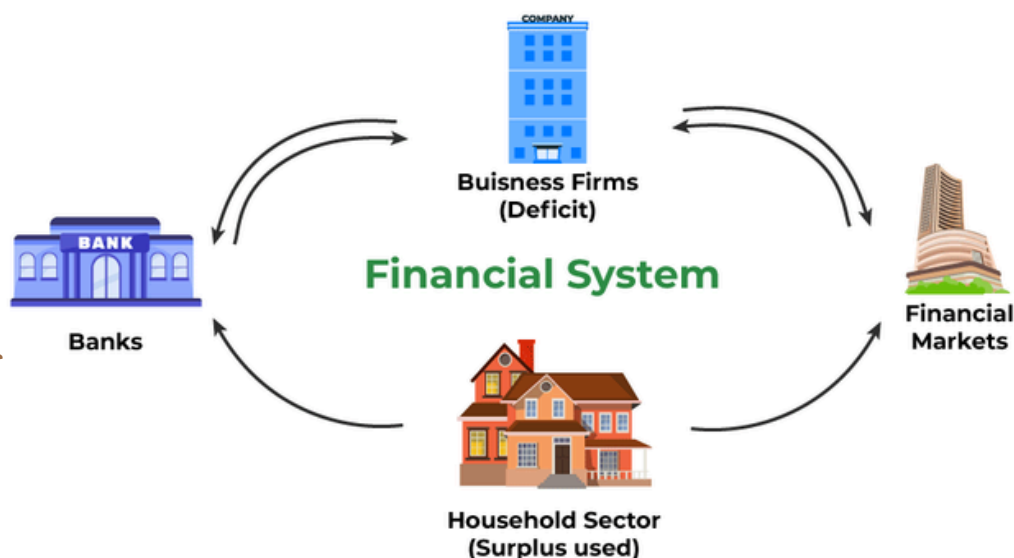 COMPANY
Buisness Firms
(Deficit)
BANK
Financial System
Banks
Financial
Markets
Household Sector
(Surplus used)